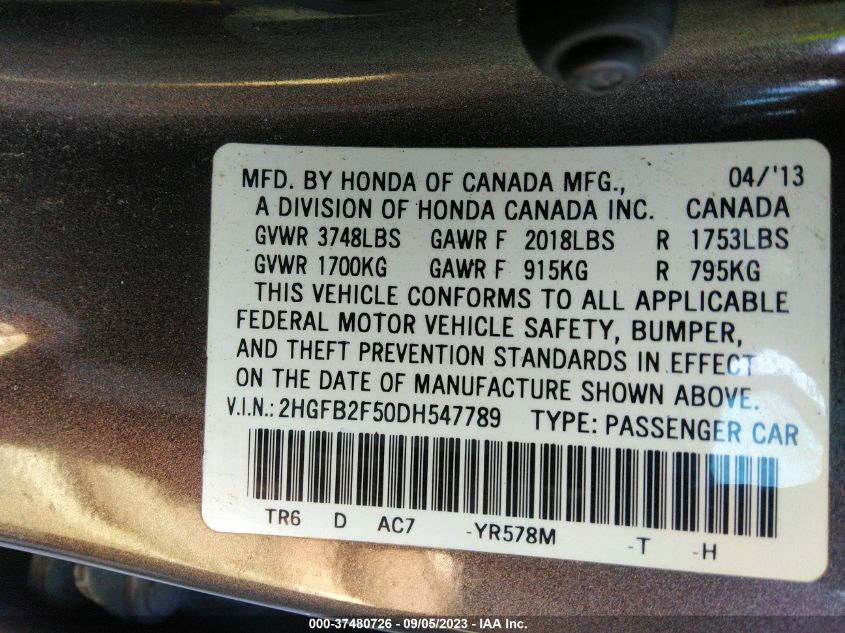 MFD. BY HONDA OF CANADA MFG., 04/'13
A DIVISION OF HONDA CANADA INC. CANADA
GVWR 3748LBS GAWR F 2018LBS R 1753LBS
GVWR 1700KG GAWR F 915KG R 795KG
THIS VEHICLE CONFORMS TO ALL APPLICABLE
FEDERAL MOTOR VEHICLE SAFETY, BUMPER,
AND THEFT PREVENTION STANDARDS IN EFFECT
ON THE DATE OF MANUFACTURE SHOWN ABOVE.
V.I.N.: 2HGFB2F50DH547789 TYPE: PASSENGER CAR
TR6 D AC7 -YR578M -T -H
000-37480726 - 09/05/2023 - IAA Inc.